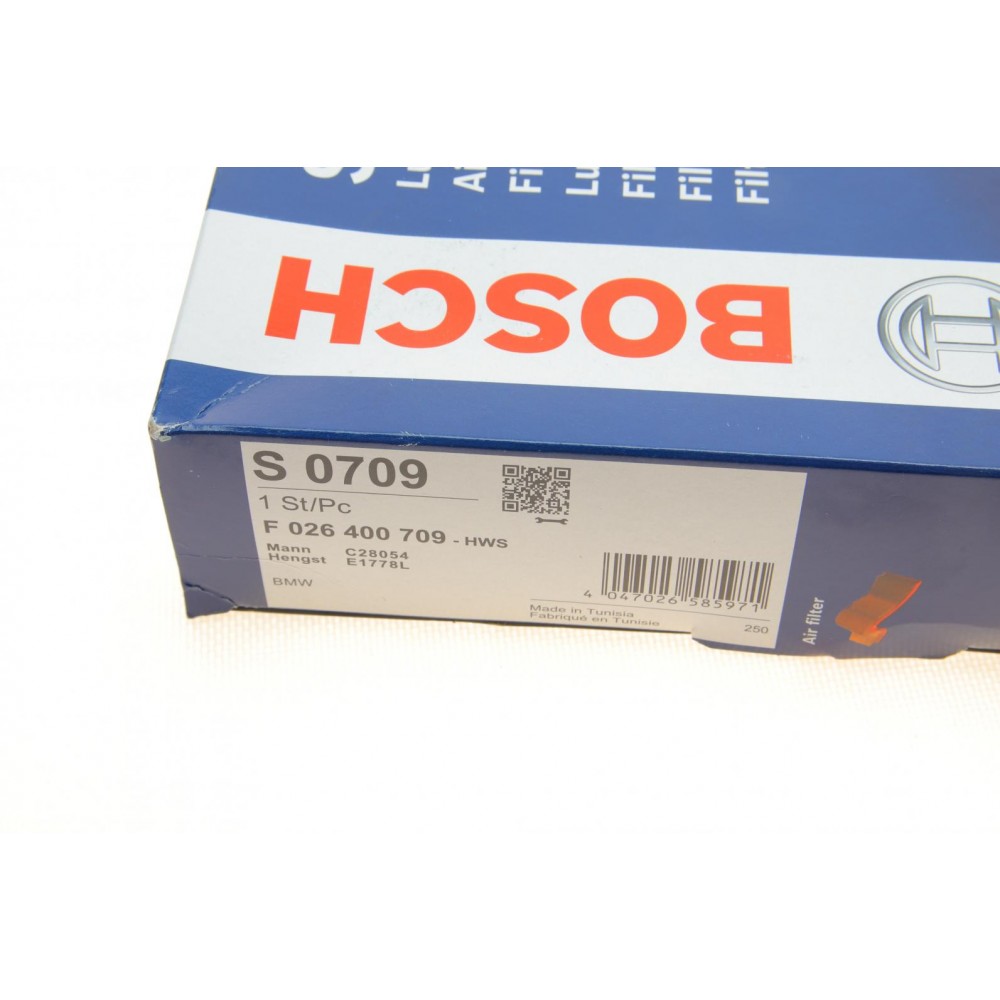 BOSCH
S 0709
1 St/Pc
F 026 400 709 - HWS
Mann C28054
Hengst E1778L
BMW
4 047026 585971
Made in Tunisia
Fabriqué en Tunisie
250
Air filter